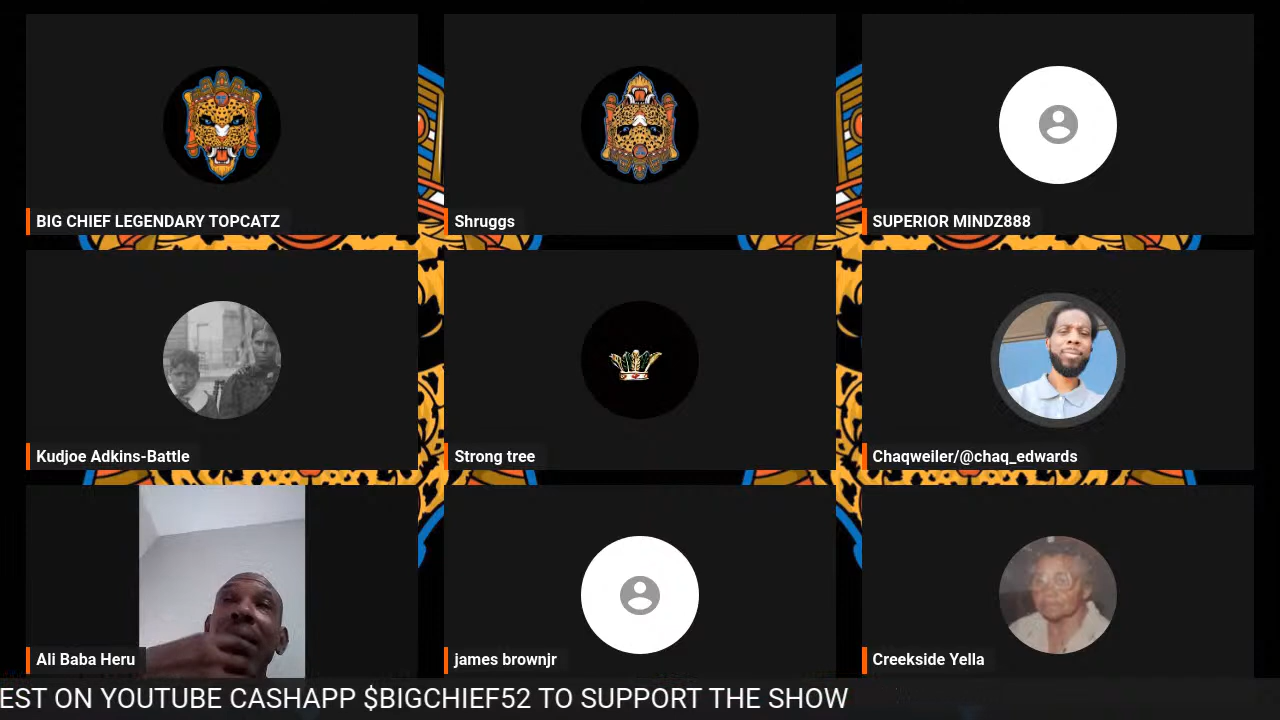 BIG CHIEF LEGENDARY TOPCATZ
Shruggs
SUPERIOR MINDZ888
Kudjoe Adkins-Battle
Strong tree
Chaqweiler/@chaq_edwards
Ali Baba Heru
james brownjr
Creekside Yella
EST ON YOUTUBE CASHAPP $BIGCHIEF52 TO SUPPORT THE SHOW